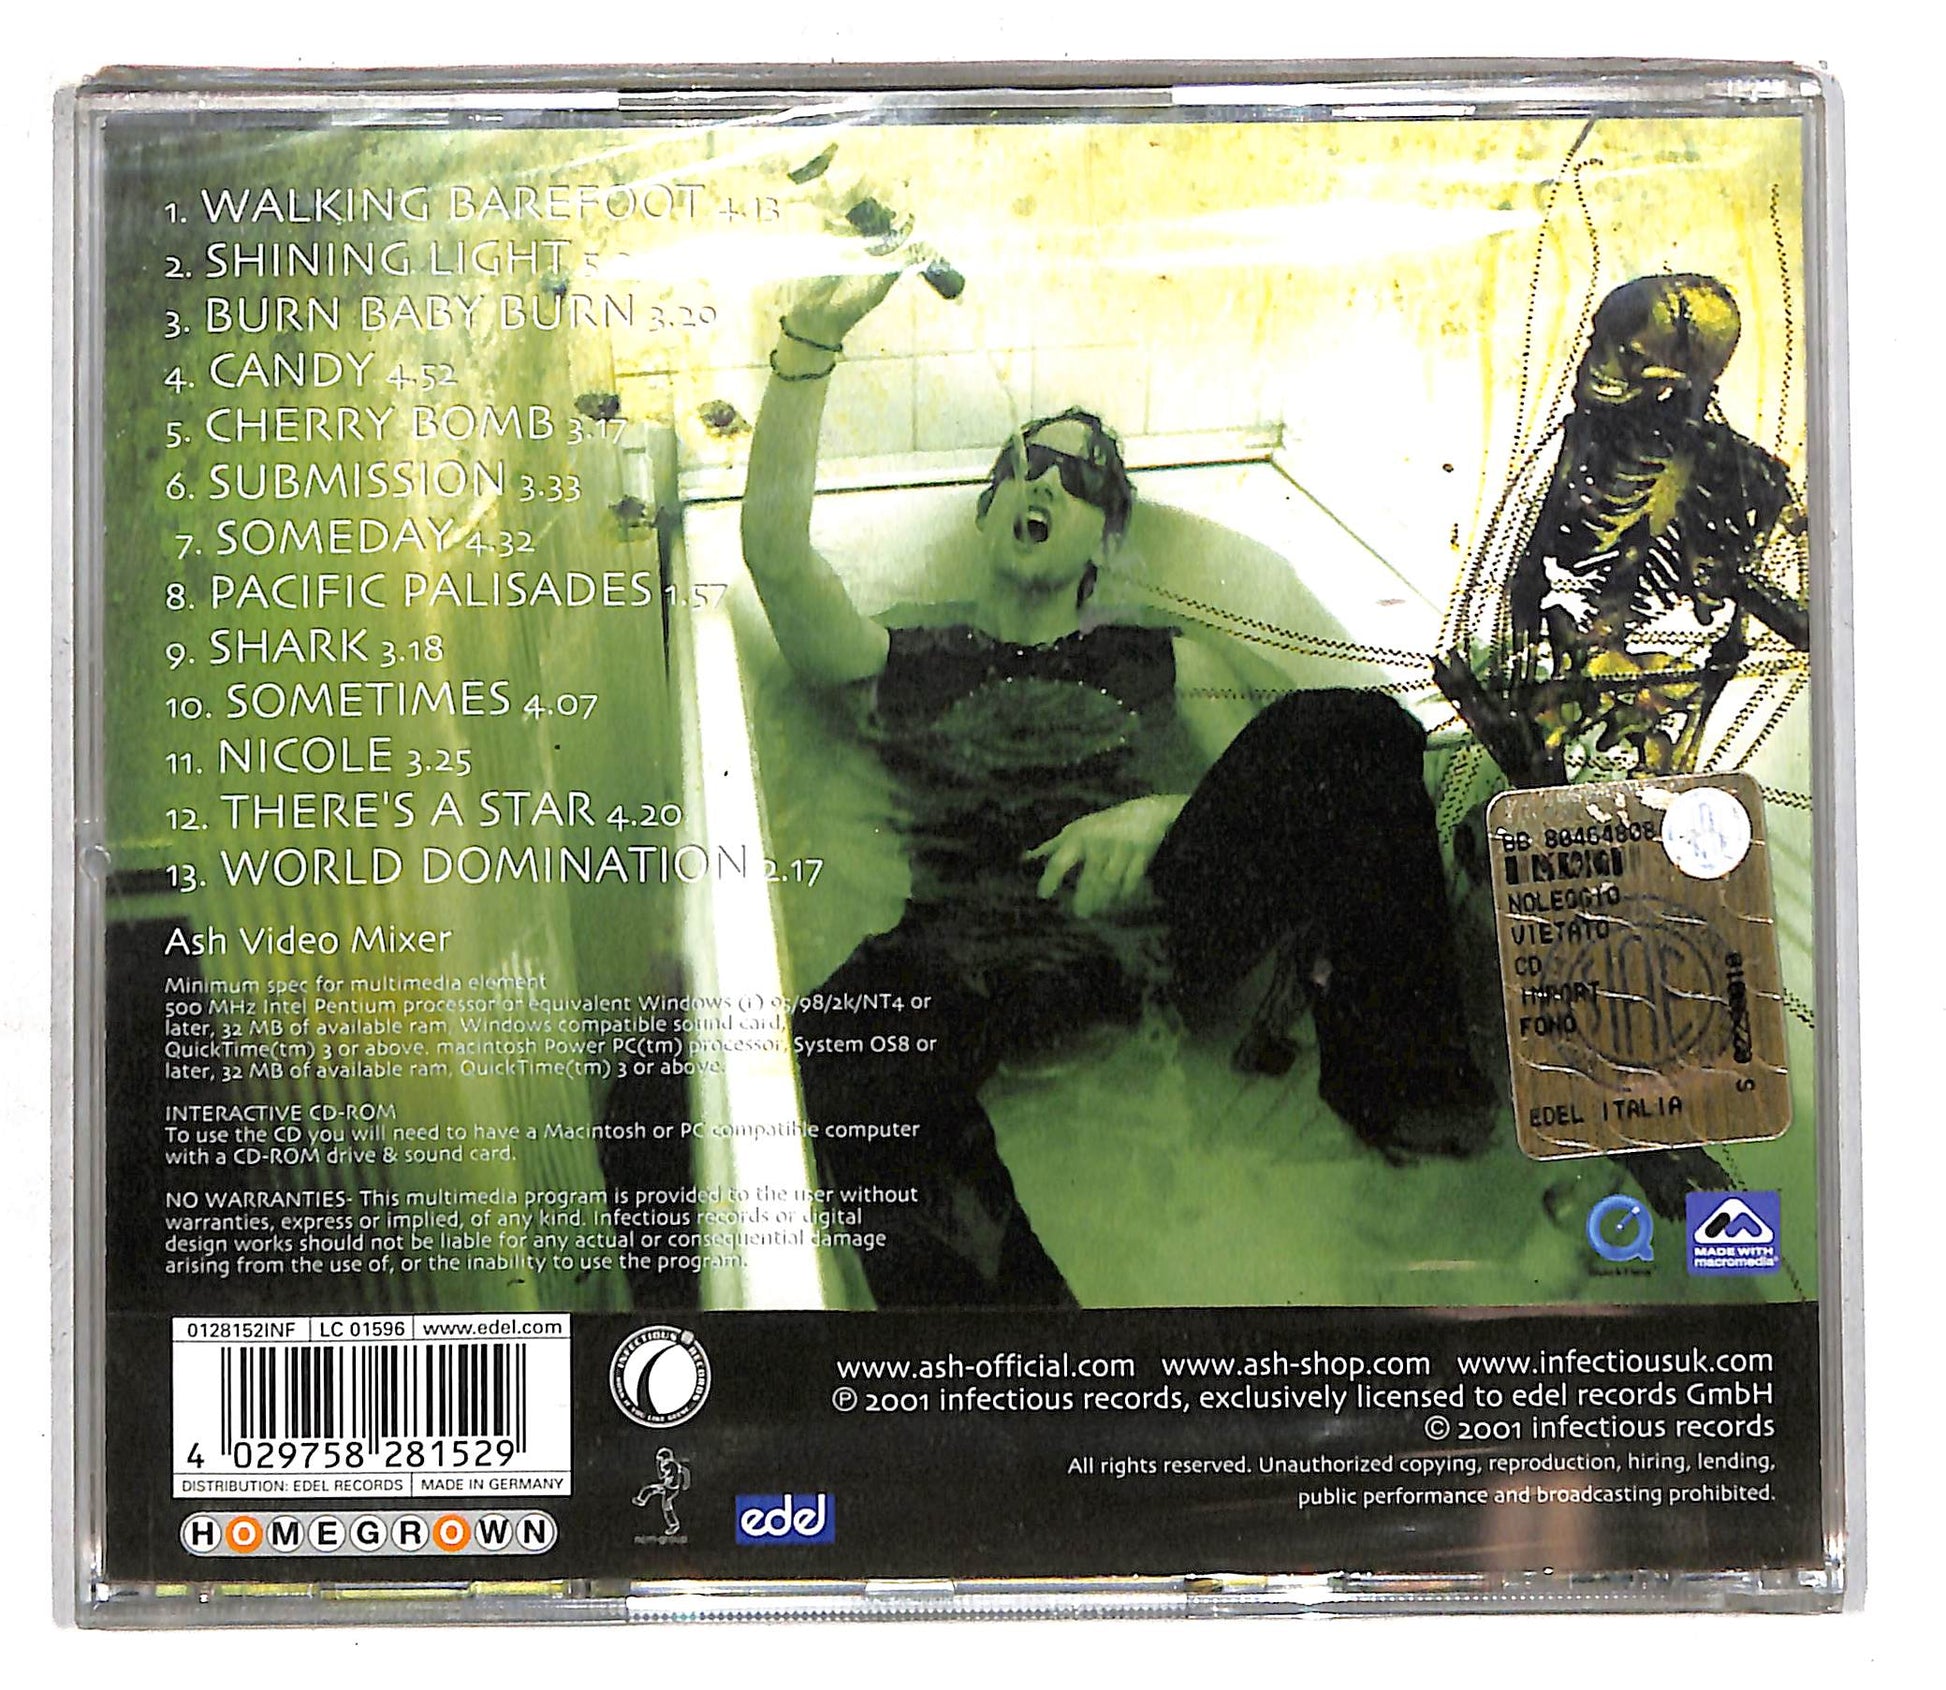 1. WALKING BAREFOOT 4.13
2. SHINING LIGHT
3. BURN BABY BURN 3.20
4. CANDY 4.52
5. CHERRY BOMB 3.17
6. SUBMISSION 3.33
7. SOMEDAY 4.32
8. PACIFIC PALISADES 1.57
9. SHARK 3.18
10. SOMETIMES 4.07
11. NICOLE 3.25
12. THERE'S A STAR 4.20
13. WORLD DOMINATION 2.17
Ash Video Mixer
Minimum spec for multimedia element
500 MHz Intel Pentium processor or equivalent Windows (i) 95/98/2k/NT4 or
later, 32 MB of available ram, Windows compatible sound card,
QuickTime(tm) 3 or above. macintosh Power PC(tm) processor, System OS8 or
later, 32 MB of available ram, QuickTime(tm) 3 or above.
INTERACTIVE CD-ROM
To use the CD you will need to have a Macintosh or PC compatible computer
with a CD-ROM drive & sound card.
NO WARRANTIES- This multimedia program is provided to the user without
warranties, express or implied, of any kind. Infectious records or digital
design works should not be liable for any actual or consequential damage
arising from the use of, or the inability to use the program.
BB 80464808
NOLEGGIO
VIETATO
CD
IMPORT
FONO
SIAE
EDEL ITALIA
MADE WITH
macromedia
0128152INF LC 01596 www.edel.com
4 029758 281529
DISTRIBUTION: EDEL RECORDS MADE IN GERMANY
HOMEGROWN
INFECTIOUS RECORDS
edel
www.ash-official.com www.ash-shop.com www.infectiousuk.com
℗ 2001 infectious records, exclusively licensed to edel records GmbH
© 2001 infectious records
All rights reserved. Unauthorized copying, reproduction, hiring, lending,
public performance and broadcasting prohibited.